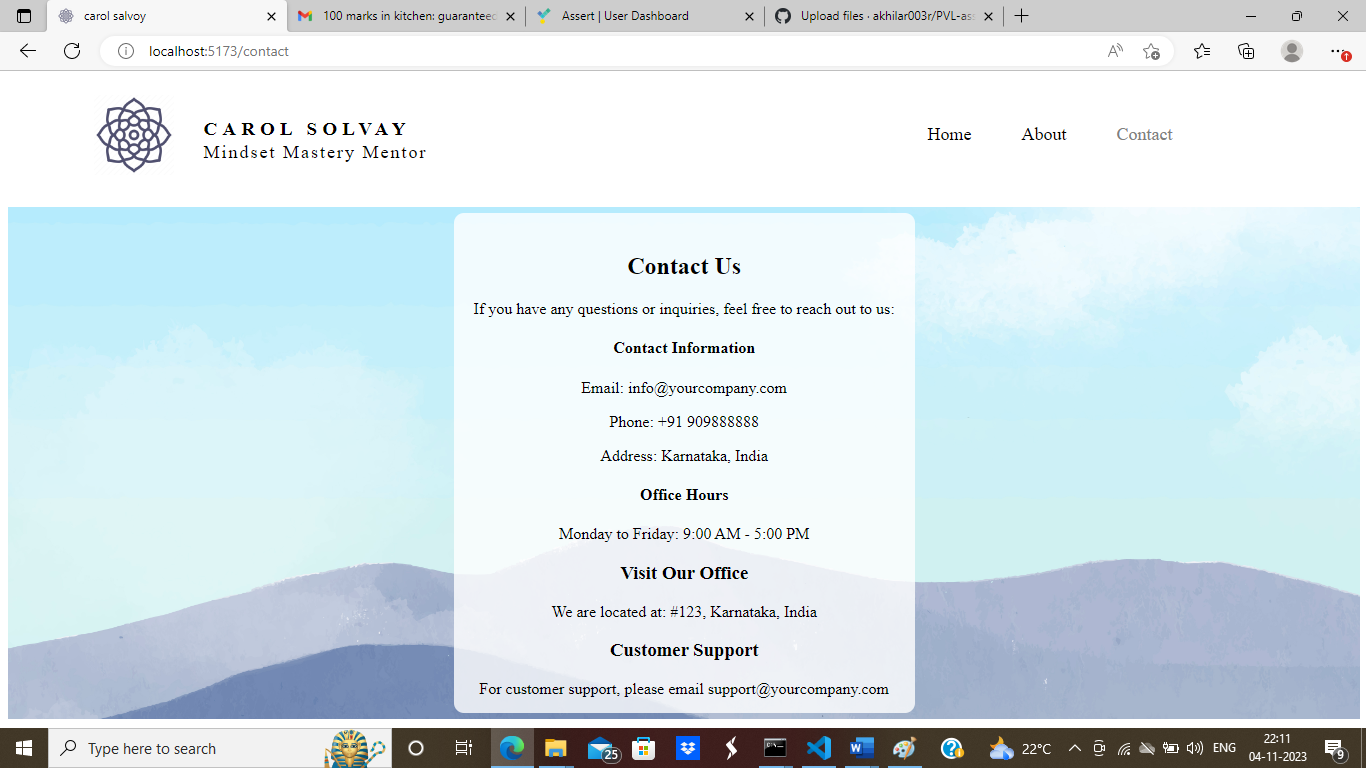 carol salvoy
100 marks in kitchen: guaranteed
Assert | User Dashboard
Upload files · akhilar003r/PVL-ass
localhost:5173/contact
CAROL SOLVAY
Mindset Mastery Mentor
Home
About
Contact
Contact Us
If you have any questions or inquiries, feel free to reach out to us:
Contact Information
Email: info@yourcompany.com
Phone: +91 909888888
Address: Karnataka, India
Office Hours
Monday to Friday: 9:00 AM - 5:00 PM
Visit Our Office
We are located at: #123, Karnataka, India
Customer Support
For customer support, please email support@yourcompany.com
Type here to search
25
22°C
ENG
22:11
04-11-2023
9